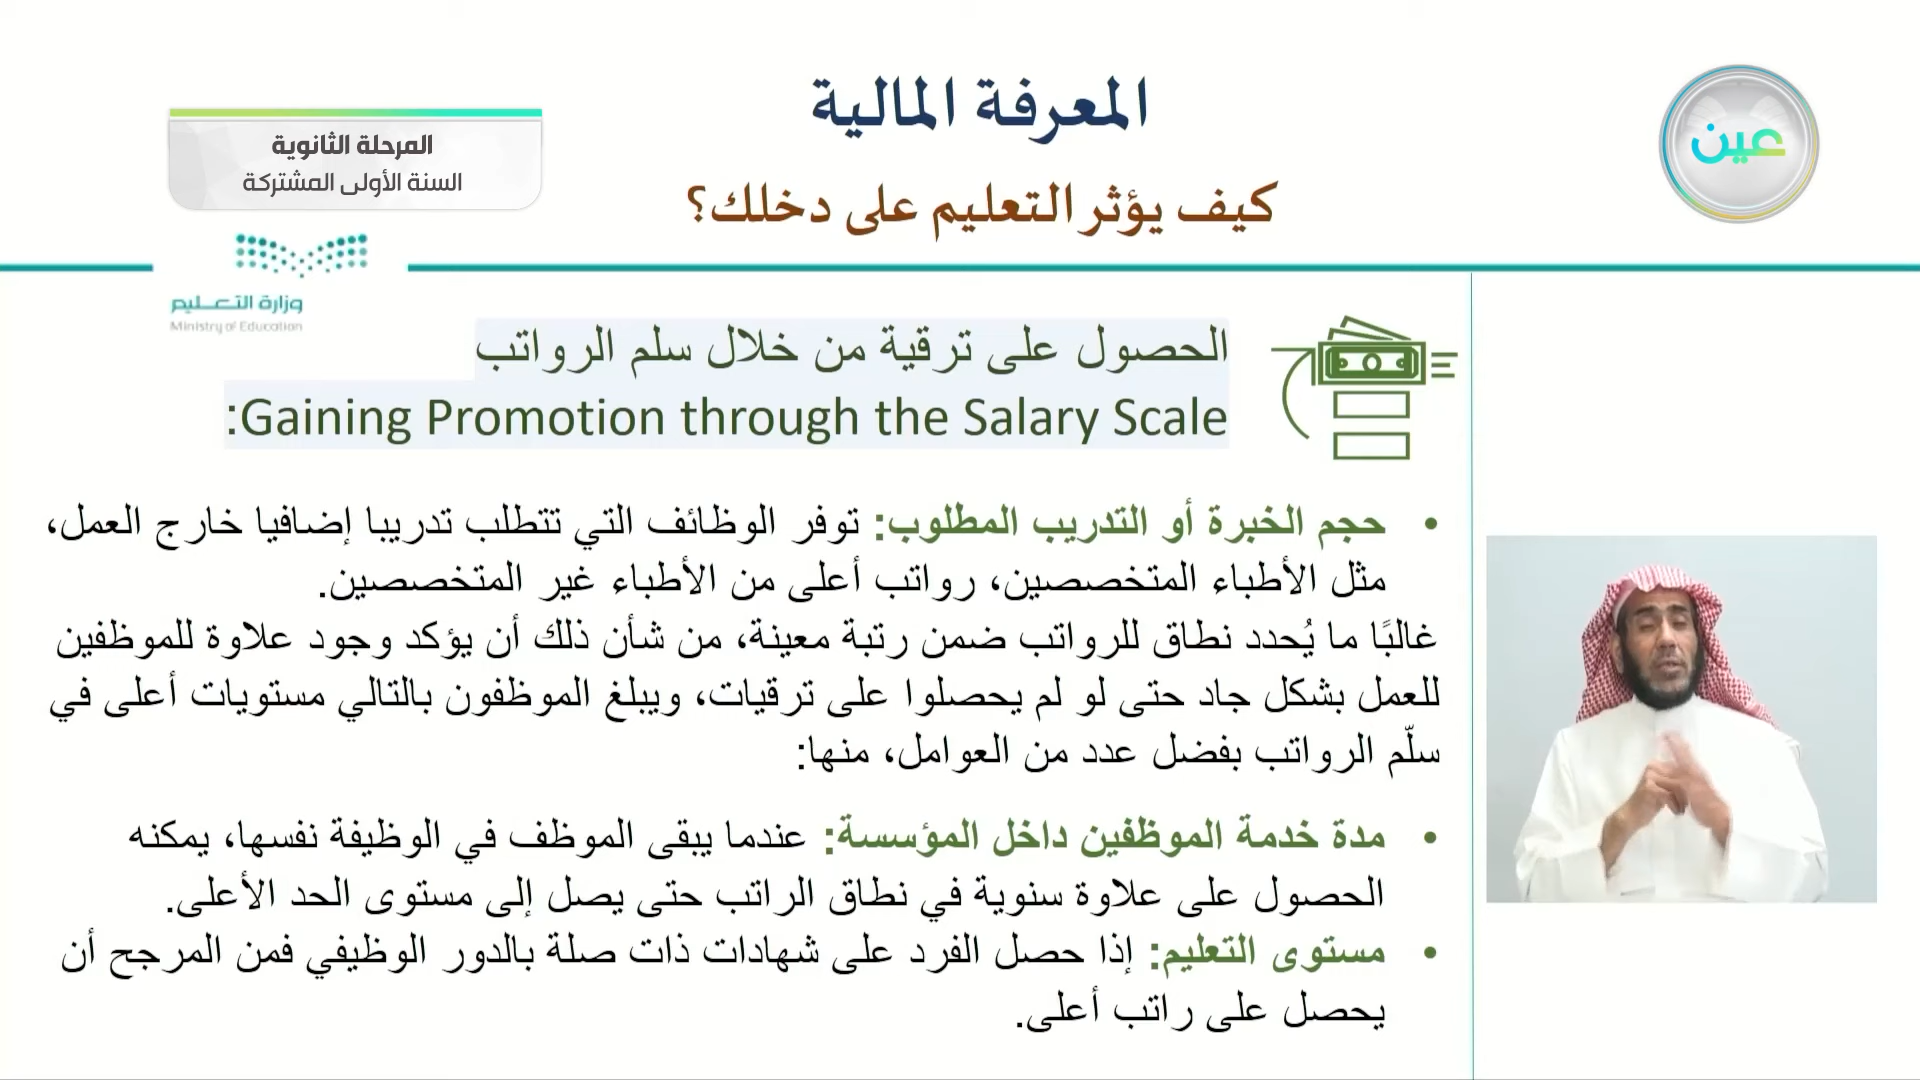 المعرفة المالية
كيف يؤثر التعليم على دخلك؟
عين
المرحلة الثانوية
السنة الأولى المشتركة
وزارة التعليم
Ministry of Education
الحصول على ترقية من خلال سلم الرواتب
Gaining Promotion through the Salary Scale:
• حجم الخبرة أو التدريب المطلوب: توفر الوظائف التي تتطلب تدريبا إضافيا خارج العمل،
مثل الأطباء المتخصصين، رواتب أعلى من الأطباء غير المتخصصين.
غالبًا ما يُحدد نطاق للرواتب ضمن رتبة معينة، من شأن ذلك أن يؤكد وجود علاوة للموظفين
للعمل بشكل جاد حتى لو لم يحصلوا على ترقيات، ويبلغ الموظفون بالتالي مستويات أعلى في
سلّم الرواتب بفضل عدد من العوامل، منها:
• مدة خدمة الموظفين داخل المؤسسة: عندما يبقى الموظف في الوظيفة نفسها، يمكنه
الحصول على علاوة سنوية في نطاق الراتب حتى يصل إلى مستوى الحد الأعلى.
• مستوى التعليم: إذا حصل الفرد على شهادات ذات صلة بالدور الوظيفي فمن المرجح أن
يحصل على راتب أعلى.